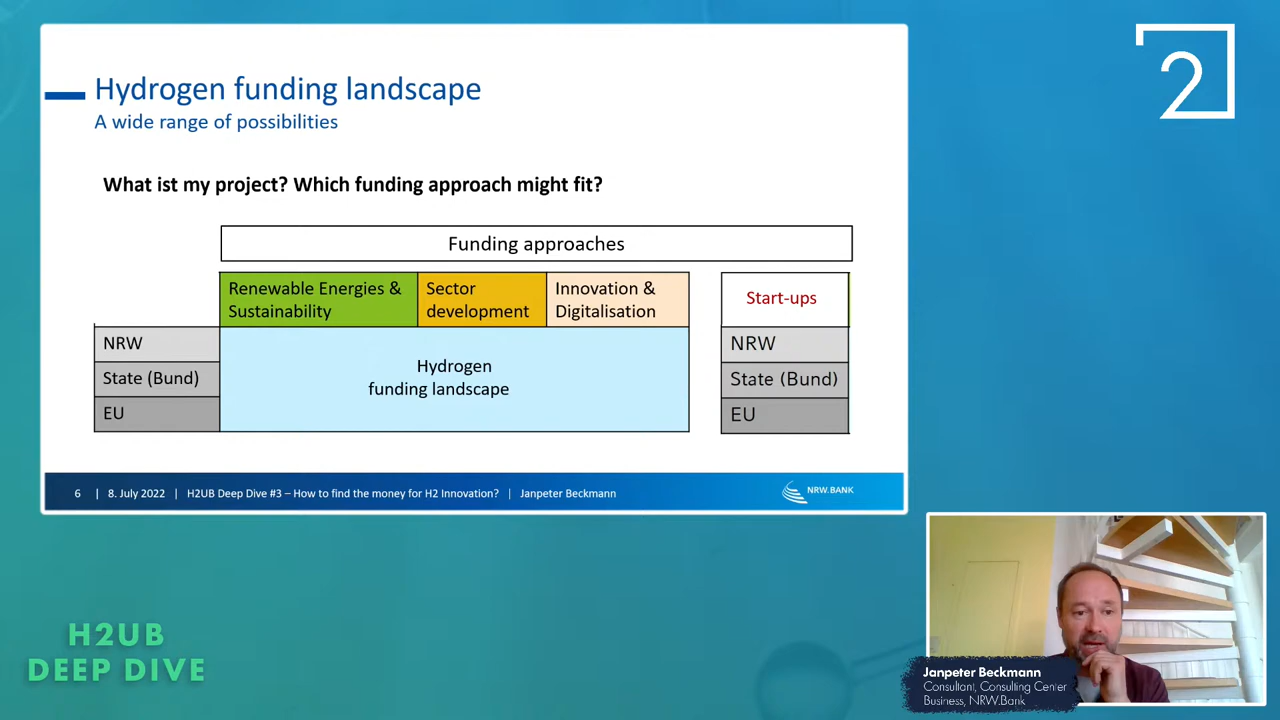 Hydrogen funding landscape
A wide range of possibilities
What ist my project? Which funding approach might fit?
Funding approaches
Renewable Energies &
Sustainability
Sector
development
Innovation &
Digitalisation
Start-ups
NRW
State (Bund)
EU
Hydrogen
funding landscape
NRW
State (Bund)
EU
6 | 8. July 2022 | H2UB Deep Dive #3 – How to find the money for H2 Innovation? | Janpeter Beckmann
NRW.BANK
2
H2UB
DEEP DIVE
Janpeter Beckmann
Consultant, Consulting Center
Business, NRW.Bank